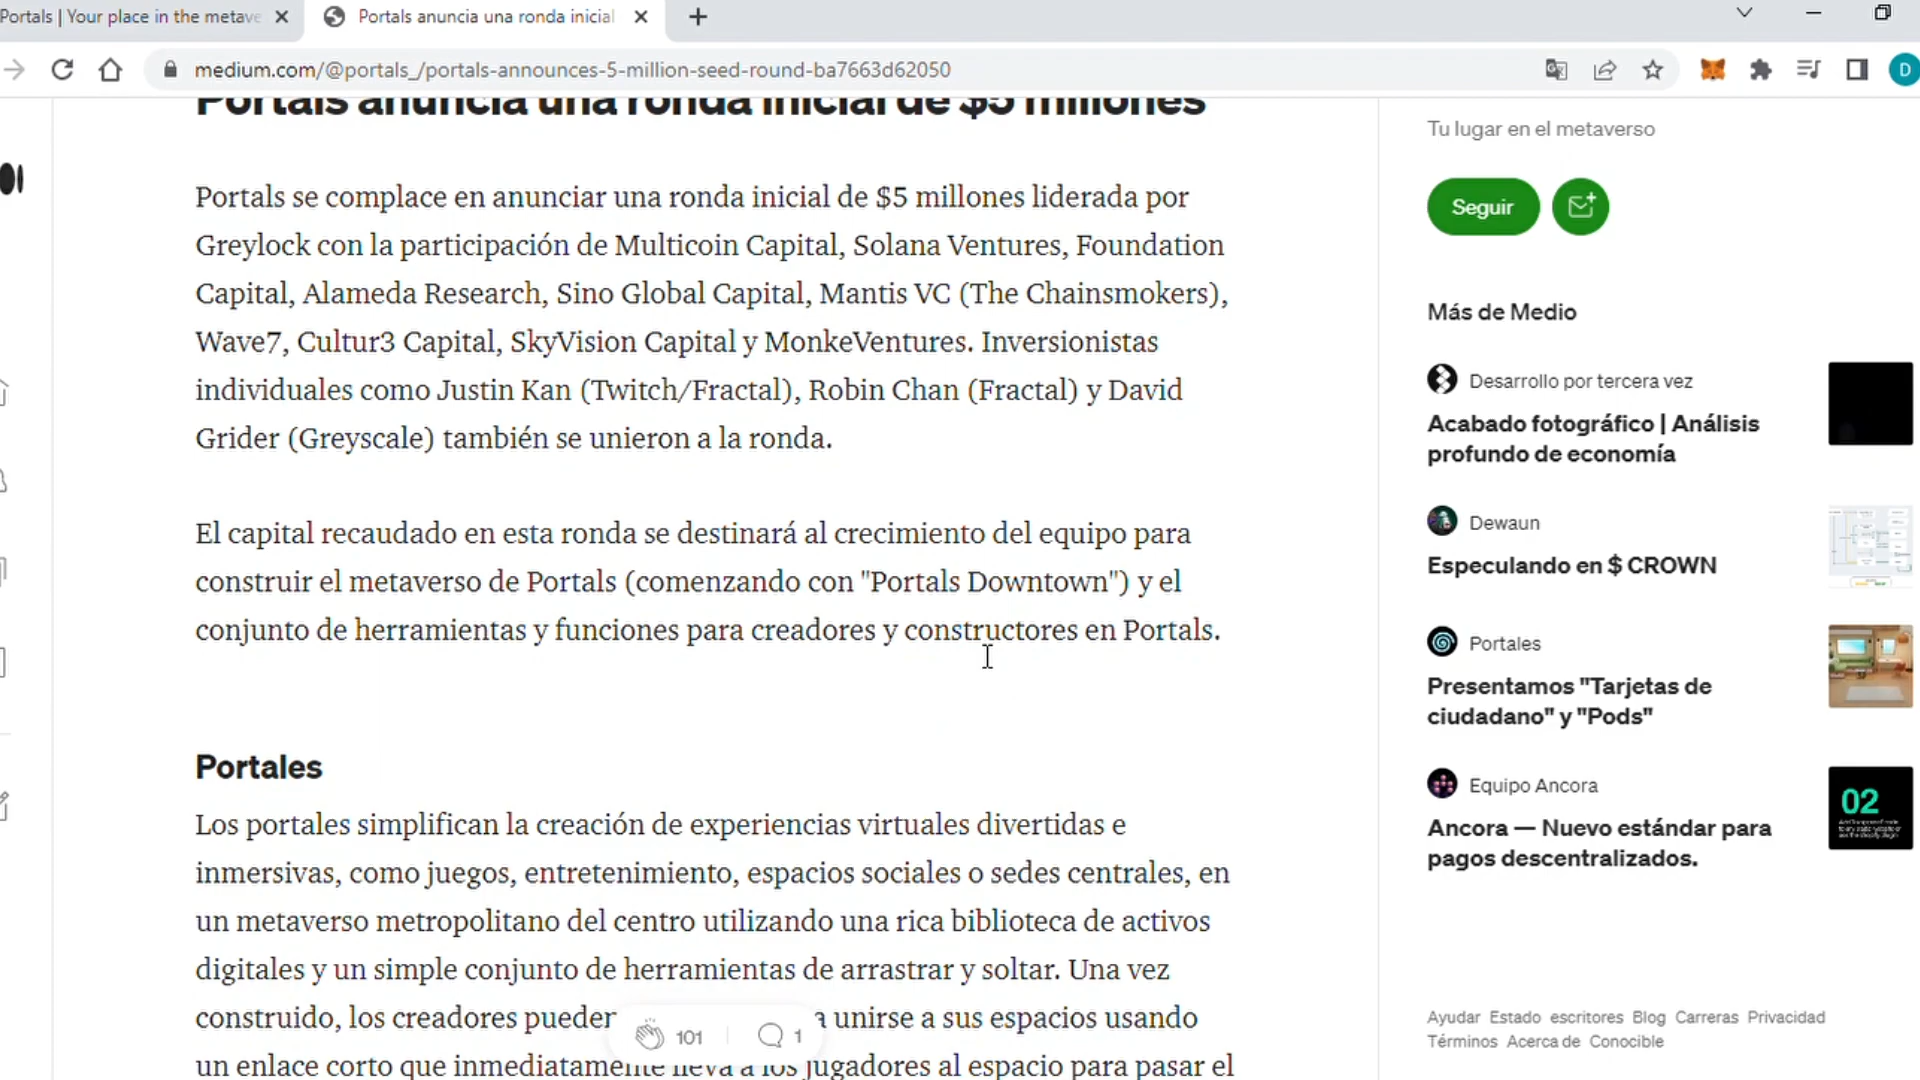 Portals | Your place in the metave
Portals anuncia una ronda inicial
medium.com/@portals_/portals-announces-5-million-seed-round-ba7663d62050
D
Portals anuncia una ronda inicial de $5 millones
Portals se complace en anunciar una ronda inicial de $5 millones liderada por
Greylock con la participación de Multicoin Capital, Solana Ventures, Foundation
Capital, Alameda Research, Sino Global Capital, Mantis VC (The Chainsmokers),
Wave7, Cultur3 Capital, SkyVision Capital y MonkeVentures. Inversionistas
individuales como Justin Kan (Twitch/Fractal), Robin Chan (Fractal) y David
Grider (Greyscale) también se unieron a la ronda.
El capital recaudado en esta ronda se destinará al crecimiento del equipo para
construir el metaverso de Portals (comenzando con "Portals Downtown") y el
conjunto de herramientas y funciones para creadores y constructores en Portals.
Portales
Los portales simplifican la creación de experiencias virtuales divertidas e
inmersivas, como juegos, entretenimiento, espacios sociales o sedes centrales, en
un metaverso metropolitano del centro utilizando una rica biblioteca de activos
digitales y un simple conjunto de herramientas de arrastrar y soltar. Una vez
construido, los creadores pueden a unirse a sus espacios usando
un enlace corto que inmediatamente lleva a los jugadores al espacio para pasar el
101
1
Tu lugar en el metaverso
Seguir
Más de Medio
Desarrollo por tercera vez
Acabado fotográfico | Análisis
profundo de economía
Dewaun
Especulando en $ CROWN
Portales
Presentamos "Tarjetas de
ciudadano" y "Pods"
Equipo Ancora
Ancora — Nuevo estándar para
pagos descentralizados.
02
Ayudar Estado escritores Blog Carreras Privacidad
Términos Acerca de Conocible